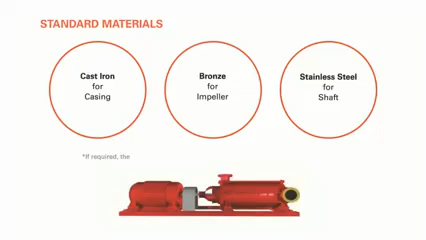 STANDARD MATERIALS
Cast Iron
for
Casing
Bronze
for
Impeller
Stainless Steel
for
Shaft
*If required, the